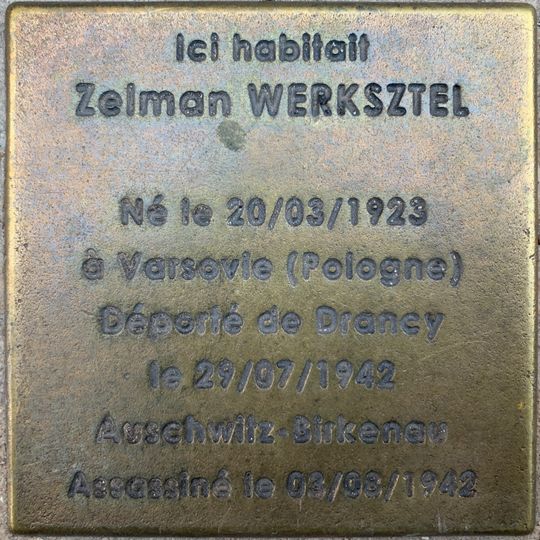 Ici habitait
Zelman WERKSZTEL
Né le 20/03/1923
à Varsovie (Pologne)
Déporté de Drancy
le 29/07/1942
Auschwitz-Birkenau
Assassiné le 03/08/1942